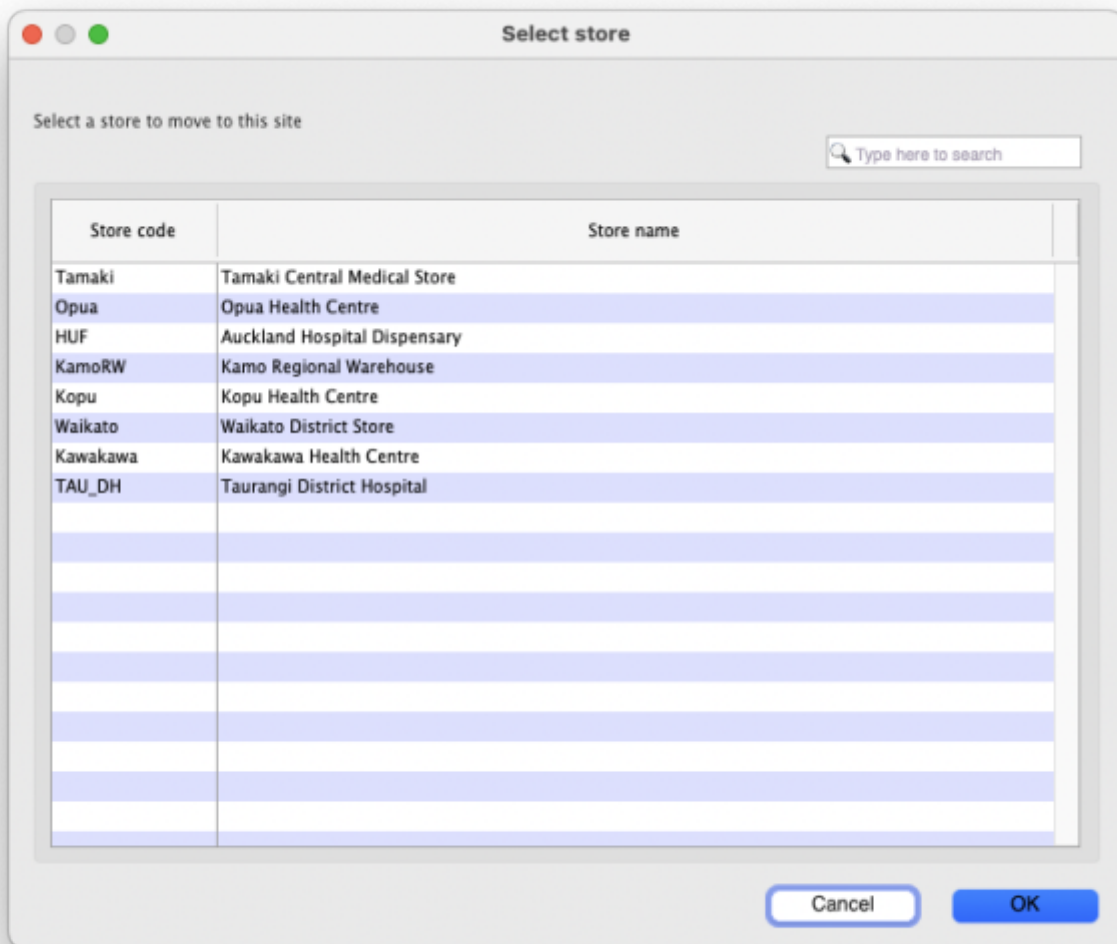 Select store
Select a store to move to this site
Type here to search
Store code Store name
Tamaki Tamaki Central Medical Store
Opua Opua Health Centre
HUF Auckland Hospital Dispensary
KamoRW Kamo Regional Warehouse
Kopu Kopu Health Centre
Waikato Waikato District Store
Kawakawa Kawakawa Health Centre
TAU_DH Taurangi District Hospital
Cancel OK